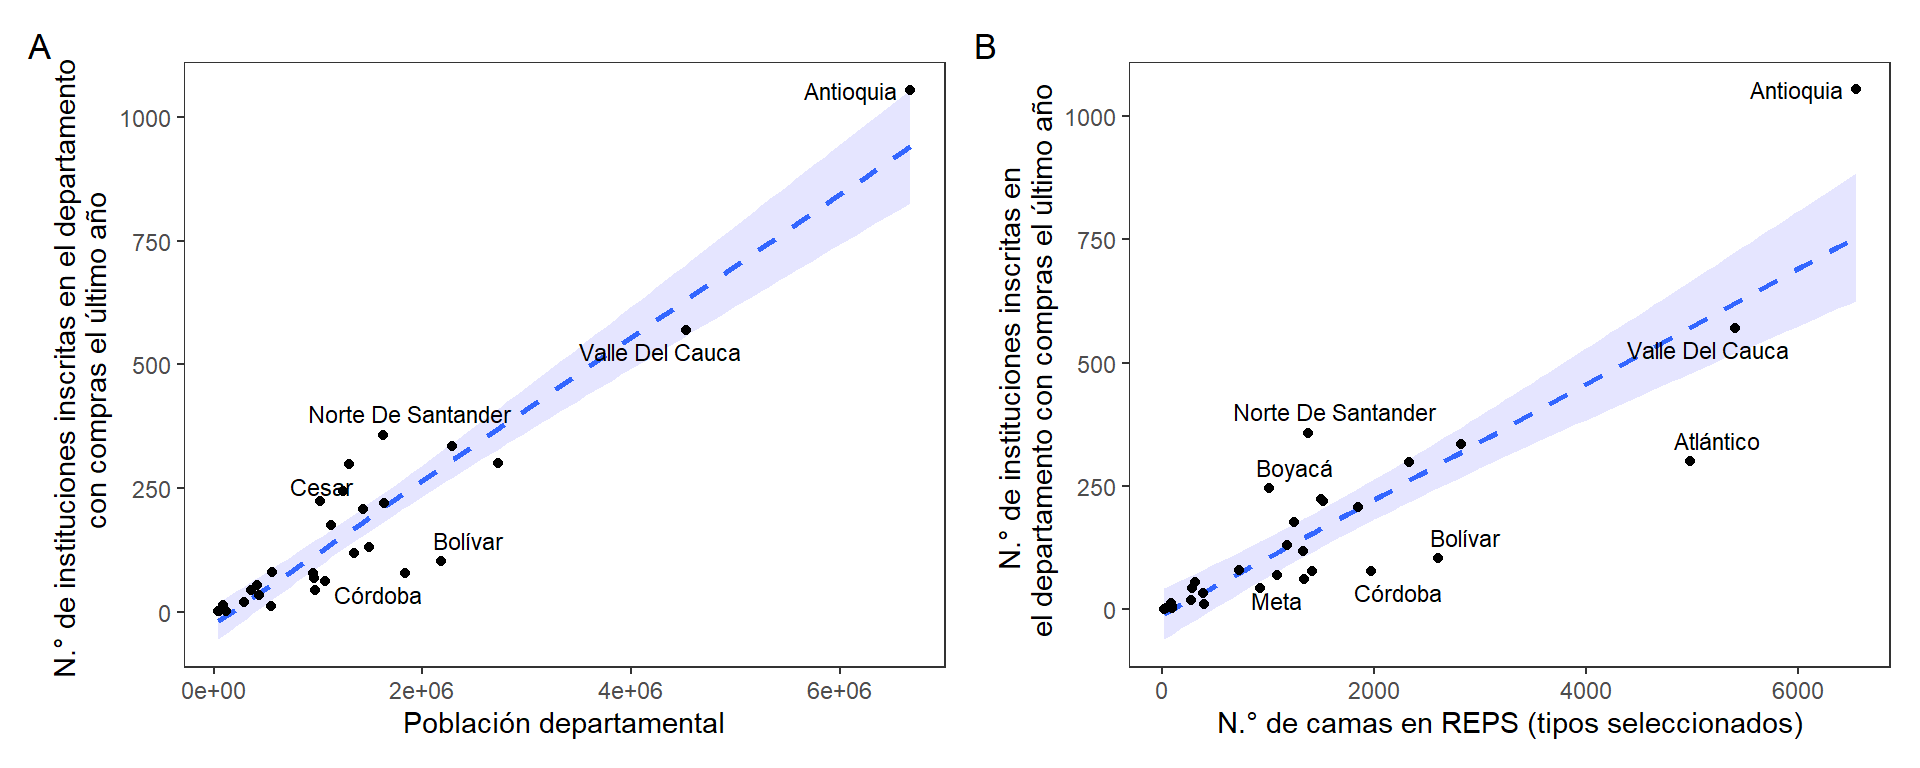 A
N.° de instituciones inscritas en el departamento
con compras el último año
1000
750
500
250
0
Antioquia
Valle Del Cauca
Norte De Santander
Cesar
Bolívar
Córdoba
0e+00
2e+06
4e+06
6e+06
Población departamental
B
N.° de instituciones inscritas en
el departamento con compras el último año
1000
750
500
250
0
Antioquia
Valle Del Cauca
Norte De Santander
Atlántico
Boyacá
Bolívar
Meta
Córdoba
0
2000
4000
6000
N.° de camas en REPS (tipos seleccionados)